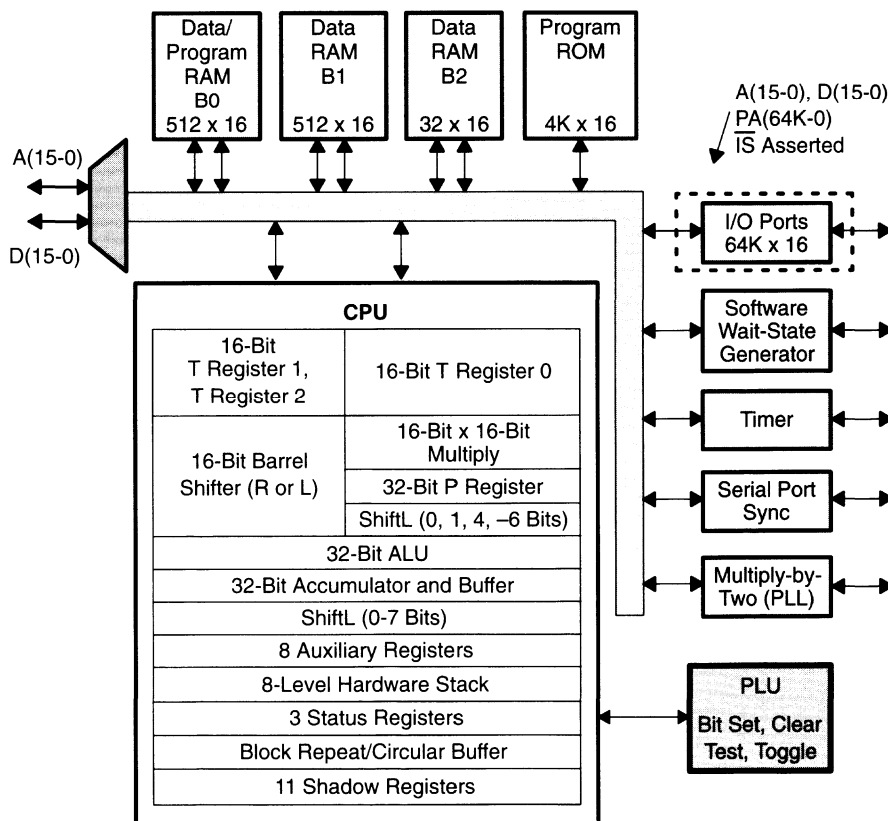 Data/
Program
RAM
B0
512 x 16
Data
RAM
B1
512 x 16
Data
RAM
B2
32 x 16
Program
ROM
4K x 16
A(15-0), D(15-0)
PA(64K-0)
I̅S̅ Asserted
A(15-0)
D(15-0)
I/O Ports
64K x 16
Software
Wait-State
Generator
Timer
Serial Port
Sync
Multiply-by-
Two (PLL)
CPU
16-Bit
T Register 1,
T Register 2
16-Bit T Register 0
16-Bit Barrel
Shifter (R or L)
16-Bit x 16-Bit
Multiply
32-Bit P Register
ShiftL (0, 1, 4, –6 Bits)
32-Bit ALU
32-Bit Accumulator and Buffer
ShiftL (0-7 Bits)
8 Auxiliary Registers
8-Level Hardware Stack
3 Status Registers
Block Repeat/Circular Buffer
11 Shadow Registers
PLU
Bit Set, Clear
Test, Toggle